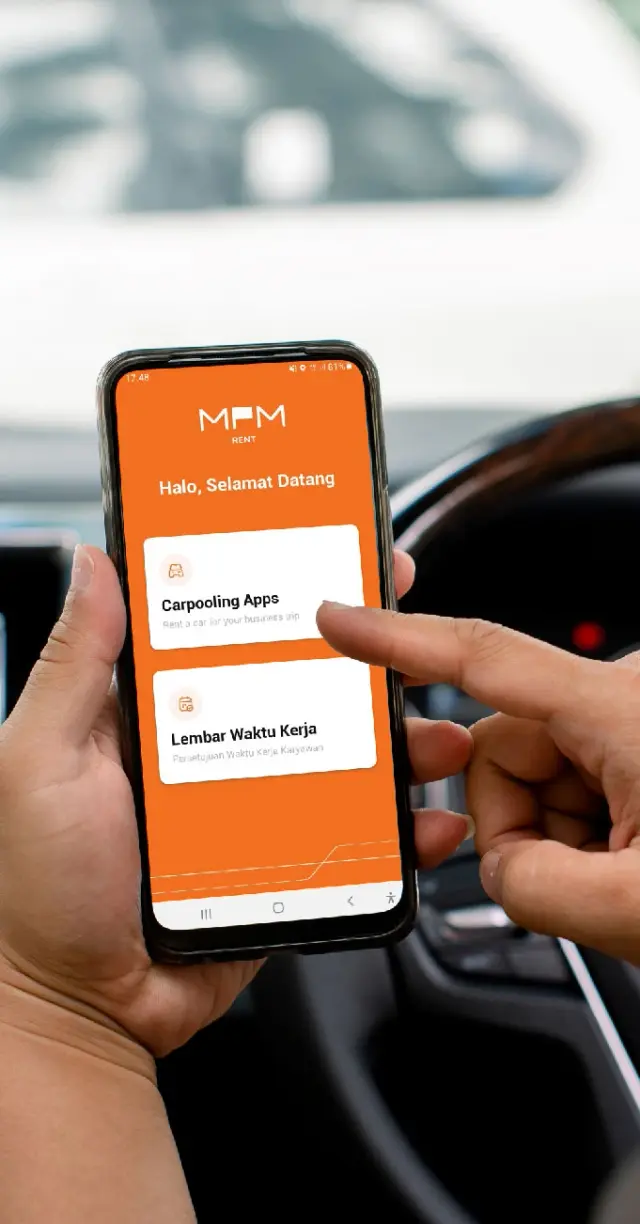 17.48
61%
MPM
RENT
Halo, Selamat Datang
Carpooling Apps
Rent a car for your business trip
Lembar Waktu Kerja
Persetujuan Waktu Kerja Karyawan